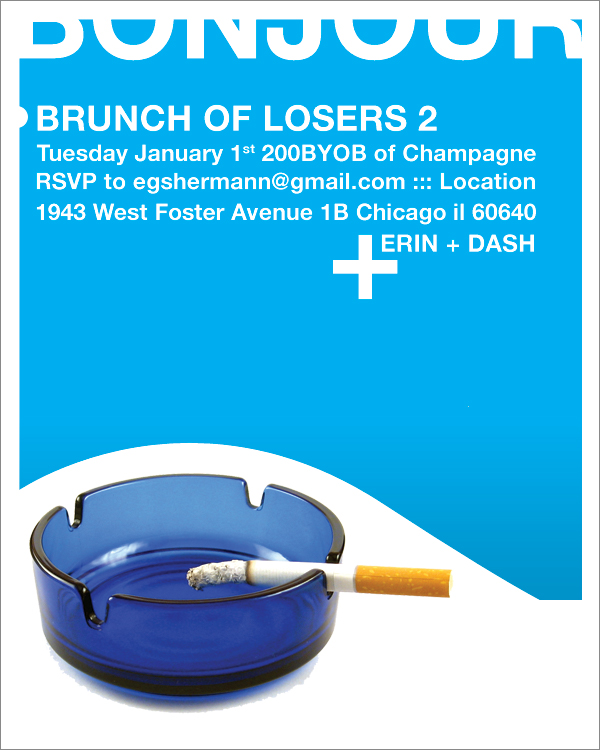 BONJOUR
BRUNCH OF LOSERS 2
Tuesday January 1st 200BYOB of Champagne
RSVP to egshermann@gmail.com ::: Location
1943 West Foster Avenue 1B Chicago il 60640
ERIN + DASH